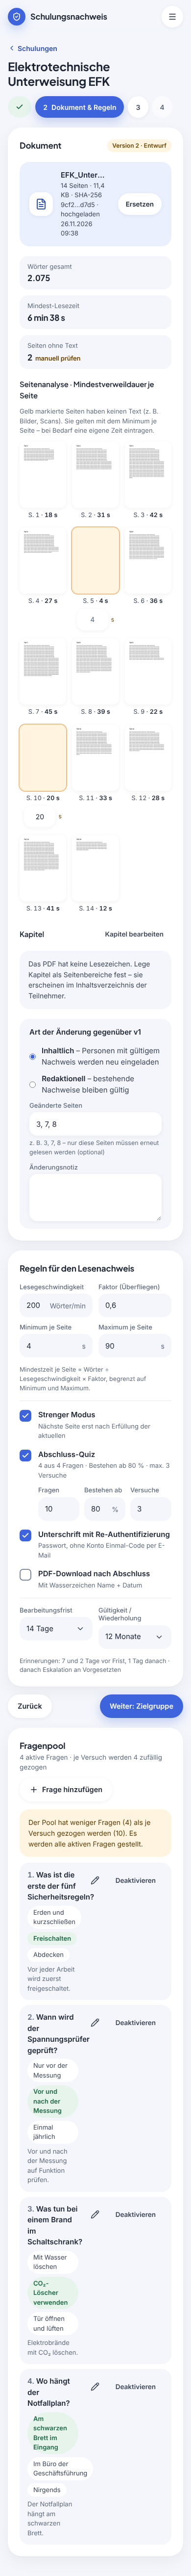 Schulungsnachweis
Schulungen
Elektrotechnische
Unterweisung EFK
2 Dokument & Regeln
3
4
Dokument
Version 2 · Entwurf
EFK_Unter...
14 Seiten · 11,4
KB · SHA-256
9cf2...d7d5 ·
hochgeladen
26.11.2026
09:38
Ersetzen
Wörter gesamt
2.075
Mindest-Lesezeit
6 min 38 s
Seiten ohne Text
2 manuell prüfen
Seitenanalyse · Mindestverweildauer je
Seite
Gelb markierte Seiten haben keinen Text (z. B.
Bilder, Scans). Sie gelten mit dem Minimum je
Seite – bei Bedarf eine eigene Zeit eintragen.
S. 1 · 18 s
S. 2 · 31 s
S. 3 · 42 s
S. 4 · 27 s
S. 5 · 4 s
S. 6 · 36 s
4 s
S. 7 · 45 s
S. 8 · 39 s
S. 9 · 22 s
S. 10 · 20 s
S. 11 · 33 s
S. 12 · 28 s
20 s
S. 13 · 41 s
S. 14 · 12 s
Kapitel
Kapitel bearbeiten
Das PDF hat keine Lesezeichen. Lege
Kapitel als Seitenbereiche fest – sie
erscheinen im Inhaltsverzeichnis der
Teilnehmer.
Art der Änderung gegenüber v1
Inhaltlich – Personen mit gültigem
Nachweis werden neu eingeladen
Redaktionell – bestehende
Nachweise bleiben gültig
Geänderte Seiten
3, 7, 8
z. B. 3, 7, 8 – nur diese Seiten müssen erneut
gelesen werden (optional)
Änderungsnotiz
Regeln für den Lesenachweis
Lesegeschwindigkeit
Faktor (Überfliegen)
200 Wörter/min
0,6
Minimum je Seite
Maximum je Seite
4 s
90 s
Mindestzeit je Seite = Wörter ÷
Lesegeschwindigkeit × Faktor, begrenzt auf
Minimum und Maximum.
Strenger Modus
Nächste Seite erst nach Erfüllung der
aktuellen
Abschluss-Quiz
4 aus 4 Fragen · Bestehen ab 80 % · max. 3
Versuche
Fragen
Bestehen ab
Versuche
10
80 %
3
Unterschrift mit Re-Authentifizierung
Passwort, ohne Konto Einmal-Code per E-
Mail
PDF-Download nach Abschluss
Mit Wasserzeichen Name + Datum
Bearbeitungsfrist
Gültigkeit /
Wiederholung
14 Tage
12 Monate
Erinnerungen: 7 und 2 Tage vor Frist, 1 Tag danach ·
danach Eskalation an Vorgesetzten
Zurück
Weiter: Zielgruppe
Fragenpool
4 aktive Fragen · je Versuch werden 4 zufällig
gezogen
Frage hinzufügen
Der Pool hat weniger Fragen (4) als je
Versuch gezogen werden (10). Es
werden alle aktiven Fragen gestellt.
1. Was ist die
erste der fünf
Sicherheitsregeln?
Deaktivieren
Erden und
kurzschließen
Freischalten
Abdecken
Vor jeder Arbeit
wird zuerst
freigeschaltet.
2. Wann wird
der
Spannungsprüfer
geprüft?
Deaktivieren
Nur vor der
Messung
Vor und
nach der
Messung
Einmal
jährlich
Vor und nach
der Messung
auf Funktion
prüfen.
3. Was tun bei
einem Brand
im
Schaltschrank?
Deaktivieren
Mit Wasser
löschen
CO₂-
Löscher
verwenden
Tür öffnen
und lüften
Elektrobrände
mit CO₂ löschen.
4. Wo hängt
der
Notfallplan?
Deaktivieren
Am
schwarzen
Brett im
Eingang
Im Büro der
Geschäftsführung
Nirgends
Der Notfallplan
hängt am
schwarzen
Brett.